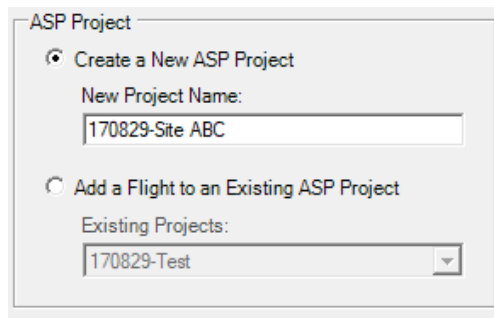 ASP Project
Create a New ASP Project
New Project Name:
170829-Site ABC
Add a Flight to an Existing ASP Project
Existing Projects:
170829-Test